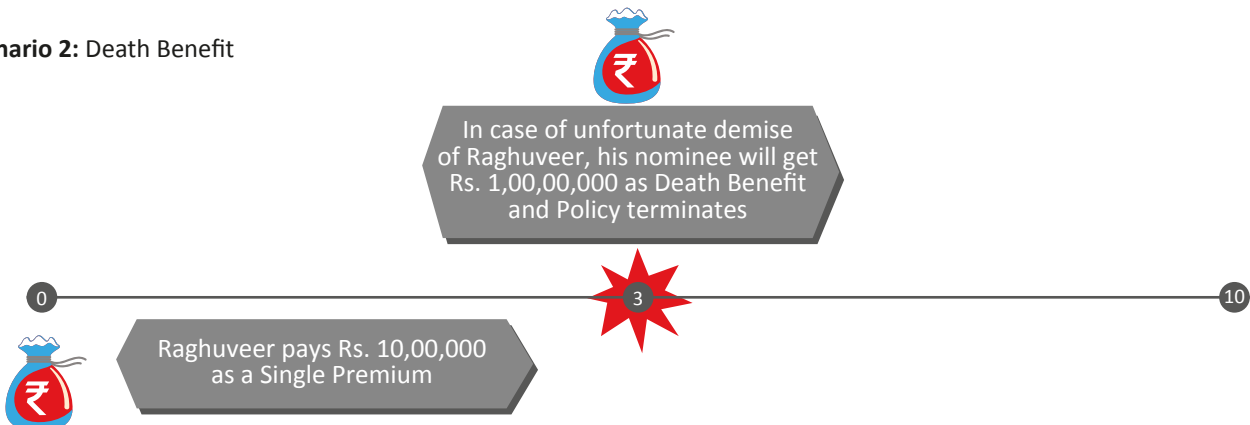 nario 2: Death Benefit
₹
In case of unfortunate demise
of Raghuveer, his nominee will get
Rs. 1,00,00,000 as Death Benefit
and Policy terminates
0
3
10
₹
Raghuveer pays Rs. 10,00,000
as a Single Premium